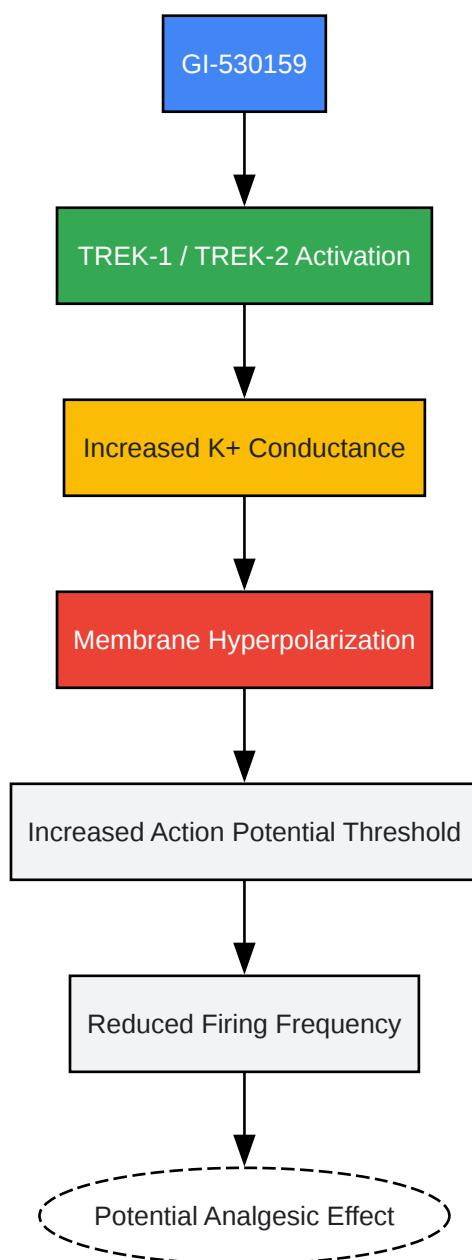 GI-530159
TREK-1 / TREK-2 Activation
Increased K+ Conductance
Membrane Hyperpolarization
Increased Action Potential Threshold
Reduced Firing Frequency
Potential Analgesic Effect